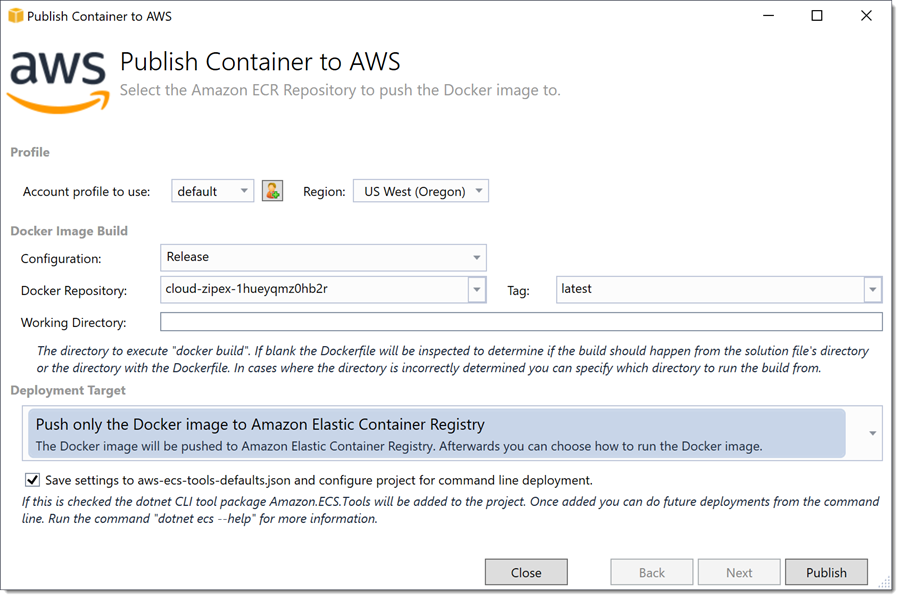 Publish Container to AWS
aws
Publish Container to AWS
Select the Amazon ECR Repository to push the Docker image to.
Profile
Account profile to use: default Region: US West (Oregon)
Docker Image Build
Configuration: Release
Docker Repository: cloud-zipex-1hueyqmz0hb2r Tag: latest
Working Directory:
The directory to execute "docker build". If blank the Dockerfile will be inspected to determine if the build should happen from the solution file's directory
or the directory with the Dockerfile. In cases where the directory is incorrectly determined you can specify which directory to run the build from.
Deployment Target
Push only the Docker image to Amazon Elastic Container Registry
The Docker image will be pushed to Amazon Elastic Container Registry. Afterwards you can choose how to run the Docker image.
Save settings to aws-ecs-tools-defaults.json and configure project for command line deployment.
If this is checked the dotnet CLI tool package Amazon.ECS.Tools will be added to the project. Once added you can do future deployments from the command
line. Run the command "dotnet ecs --help" for more information.
Close Back Next Publish